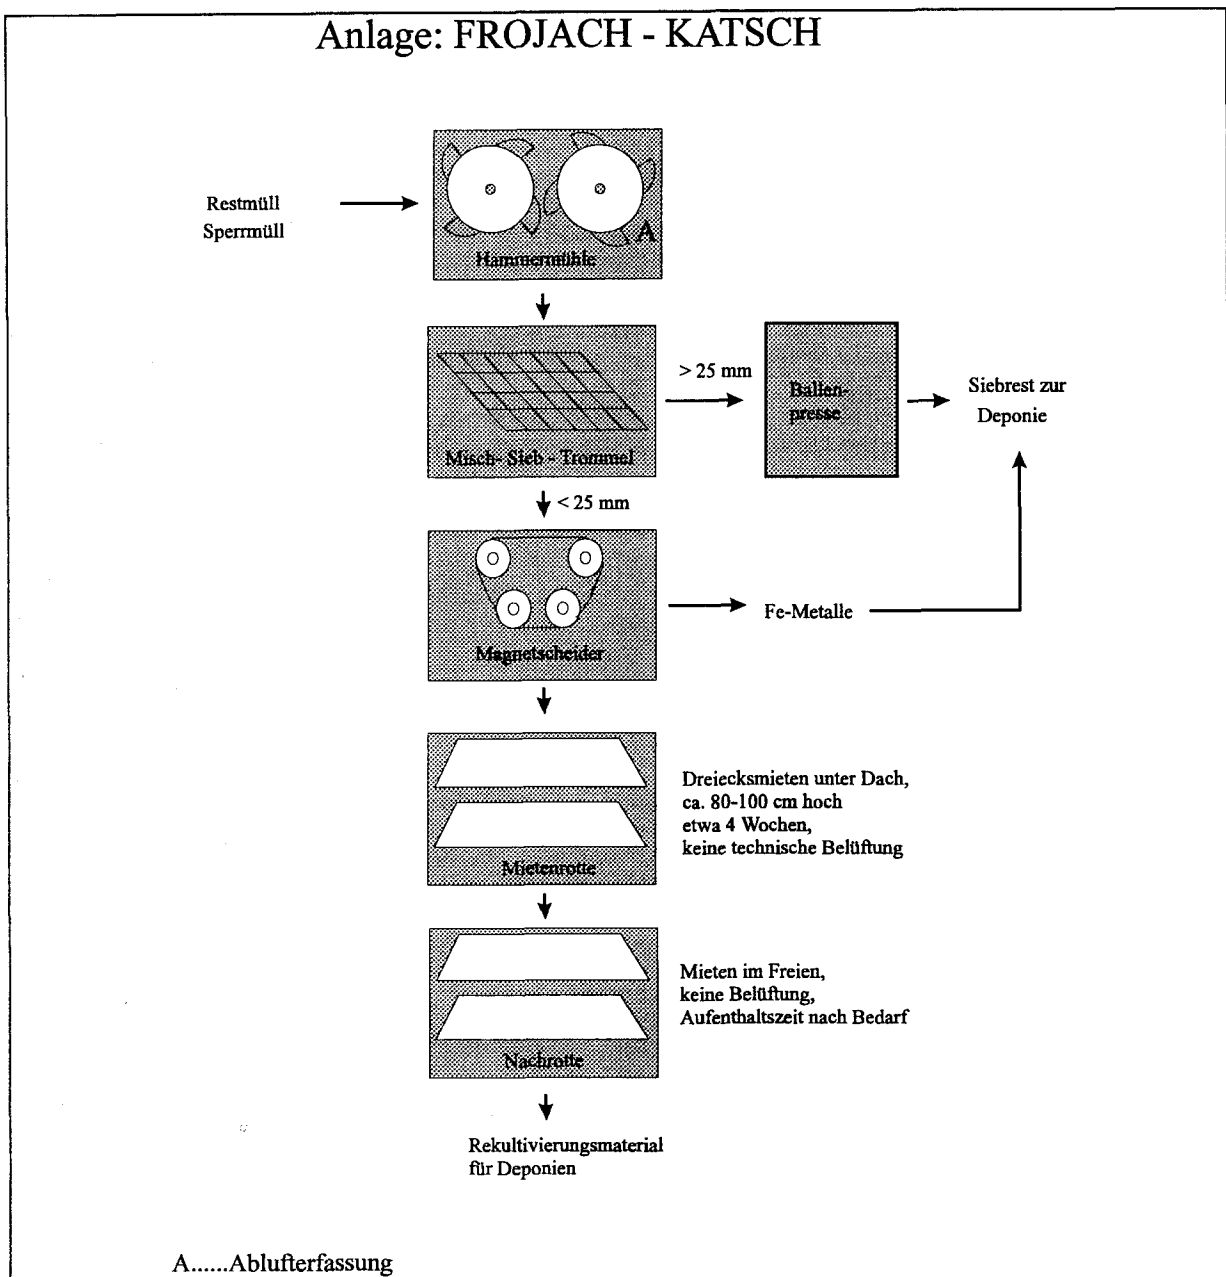 Anlage: FROJACH - KATSCH
Restmüll
Sperrmüll
A
Hammermühle
> 25 mm
Ballen-
presse
Siebrest zur
Deponie
Misch- Sieb - Trommel
< 25 mm
Magnetscheider
Fe-Metalle
Dreiecksmieten unter Dach,
ca. 80-100 cm hoch
etwa 4 Wochen,
keine technische Belüftung
Mietenrotte
Mieten im Freien,
keine Belüftung,
Aufenthaltszeit nach Bedarf
Nachrotte
Rekultivierungsmaterial
für Deponien
A......Ablufterfassung